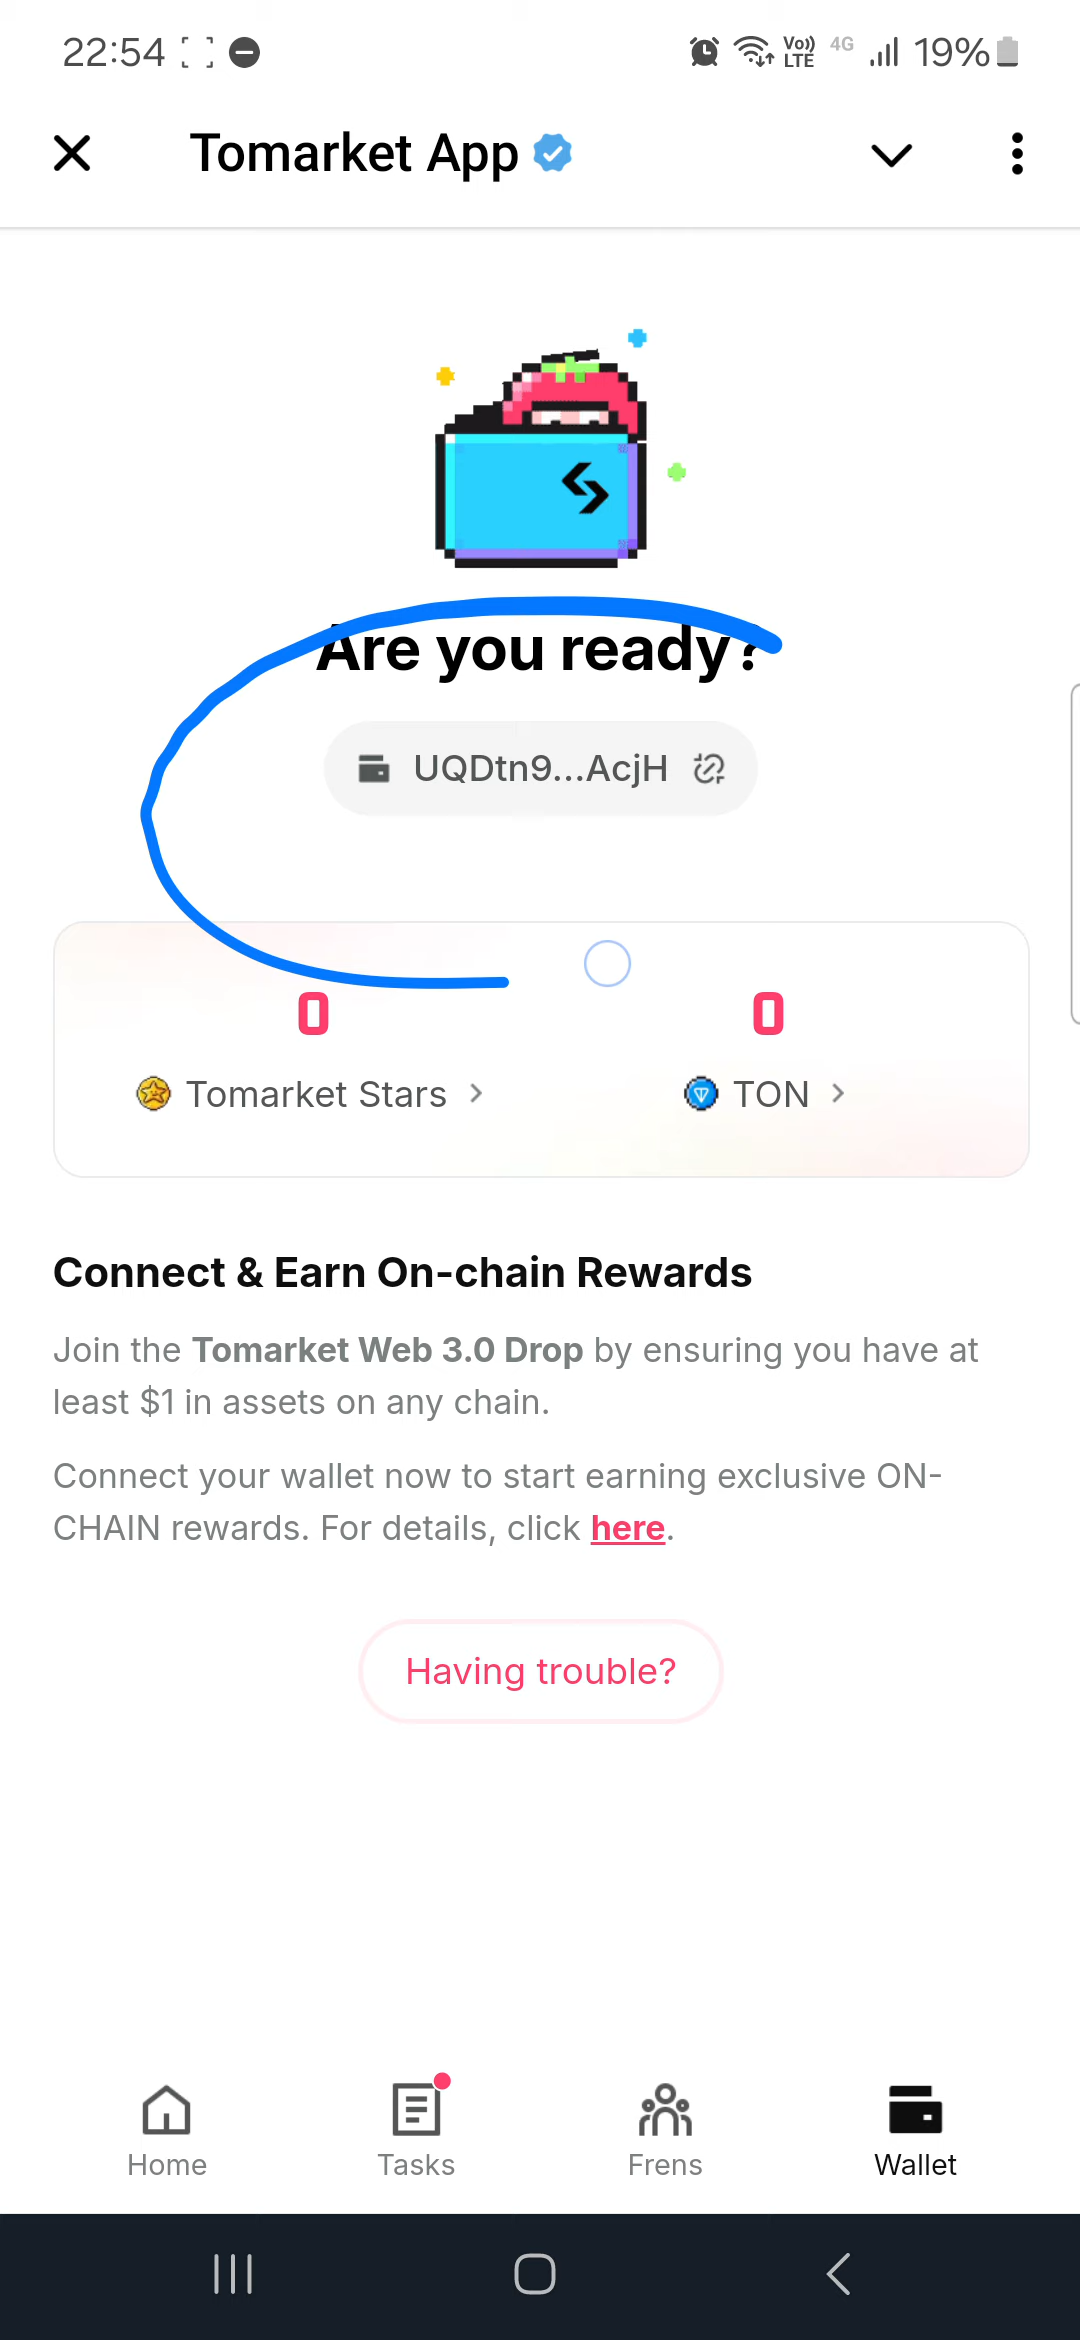 22:54
Vo)) LTE 4G 19%
Tomarket App
Are you ready?
UQDtn9...AcjH
0 0
Tomarket Stars TON
Connect & Earn On-chain Rewards
Join the Tomarket Web 3.0 Drop by ensuring you have at
least $1 in assets on any chain.
Connect your wallet now to start earning exclusive ON-
CHAIN rewards. For details, click here.
Having trouble?
Home Tasks Frens Wallet